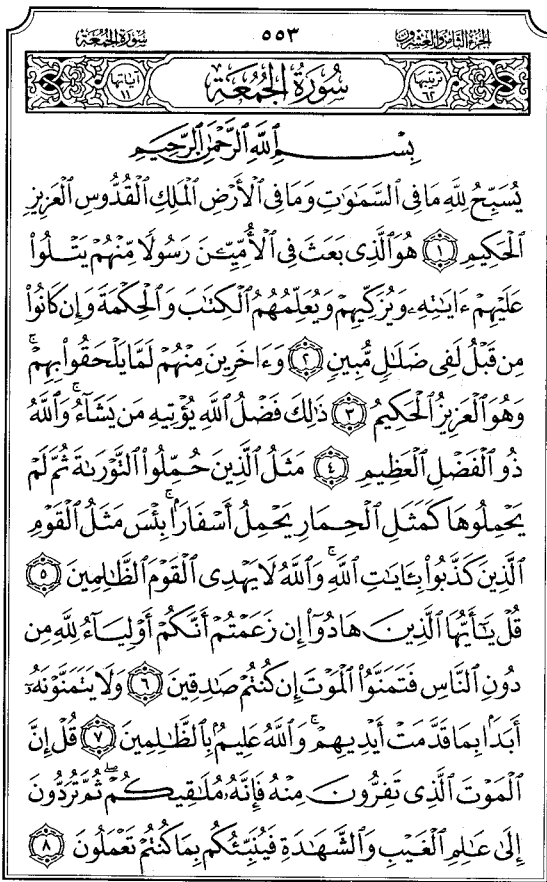 الجزء الثامن والعشرون ٥٥٣ سورة الجمعة
ترتيبها ٦٢ سُورَةُ الجُمُعَةِ آياتها ١١
بِسْمِ ٱللَّهِ ٱلرَّحْمَٰنِ ٱلرَّحِيمِ
يُسَبِّحُ لِلَّهِ مَا فِى ٱلسَّمَٰوَٰتِ وَمَا فِى ٱلْأَرْضِ ٱلْمَلِكِ ٱلْقُدُّوسِ ٱلْعَزِيزِ
ٱلْحَكِيمِ ١ هُوَ ٱلَّذِى بَعَثَ فِى ٱلْأُمِّيِّـۧنَ رَسُولًا مِّنْهُمْ يَتْلُوا۟
عَلَيْهِمْ ءَايَٰتِهِۦ وَيُزَكِّيهِمْ وَيُعَلِّمُهُمُ ٱلْكِتَٰبَ وَٱلْحِكْمَةَ وَإِن كَانُوا۟
مِن قَبْلُ لَفِى ضَلَٰلٍ مُّبِينٍ ٢ وَءَاخَرِينَ مِنْهُمْ لَمَّا يَلْحَقُوا۟ بِهِمْ ۚ
وَهُوَ ٱلْعَزِيزُ ٱلْحَكِيمُ ٣ ذَٰلِكَ فَضْلُ ٱللَّهِ يُؤْتِيهِ مَن يَشَآءُ ۚ وَٱللَّهُ
ذُو ٱلْفَضْلِ ٱلْعَظِيمِ ٤ مَثَلُ ٱلَّذِينَ حُمِّلُوا۟ ٱلتَّوْرَىٰةَ ثُمَّ لَمْ
يَحْمِلُوهَا كَمَثَلِ ٱلْحِمَارِ يَحْمِلُ أَسْفَارًۢا ۚ بِئْسَ مَثَلُ ٱلْقَوْمِ
ٱلَّذِينَ كَذَّبُوا۟ بِـَٔايَٰتِ ٱللَّهِ ۚ وَٱللَّهُ لَا يَهْدِى ٱلْقَوْمَ ٱلظَّٰلِمِينَ ٥
قُلْ يَٰٓأَيُّهَا ٱلَّذِينَ هَادُوٓا۟ إِن زَعَمْتُمْ أَنَّكُمْ أَوْلِيَآءُ لِلَّهِ مِن
دُونِ ٱلنَّاسِ فَتَمَنَّوُا۟ ٱلْمَوْتَ إِن كُنتُمْ صَٰدِقِينَ ٦ وَلَا يَتَمَنَّوْنَهُۥٓ
أَبَدًۢا بِمَا قَدَّمَتْ أَيْدِيهِمْ ۚ وَٱللَّهُ عَلِيمٌۢ بِٱلظَّٰلِمِينَ ٧ قُلْ إِنَّ
ٱلْمَوْتَ ٱلَّذِى تَفِرُّونَ مِنْهُ فَإِنَّهُۥ مُلَٰقِيكُمْ ۖ ثُمَّ تُرَدُّونَ
إِلَىٰ عَٰلِمِ ٱلْغَيْبِ وَٱلشَّهَٰدَةِ فَيُنَبِّئُكُم بِمَا كُنتُمْ تَعْمَلُونَ ٨